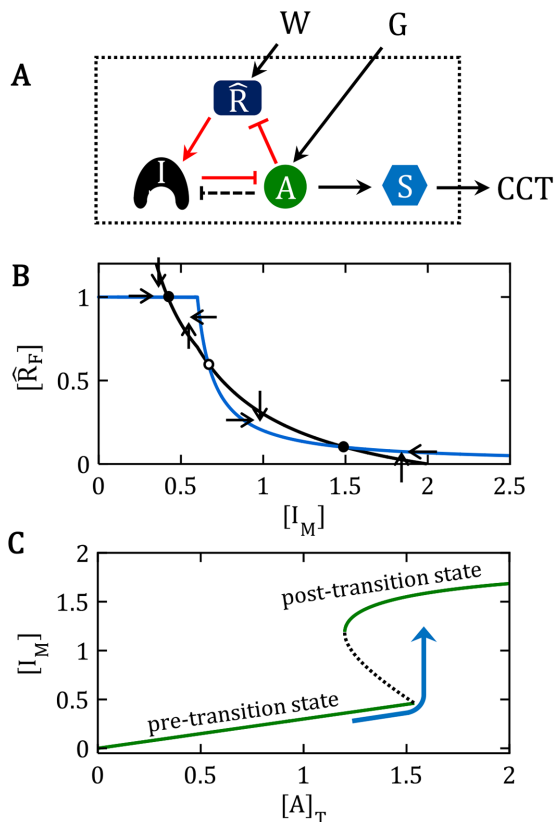 A
W
G
R̂
I
A
S
CCT
B
[R̂F]
1
0.5
0
0
0.5
1
1.5
2
2.5
[IM]
C
[IM]
2
1.5
1
0.5
0
post-transition state
pre-transition state
0
0.5
1
1.5
2
[A]T